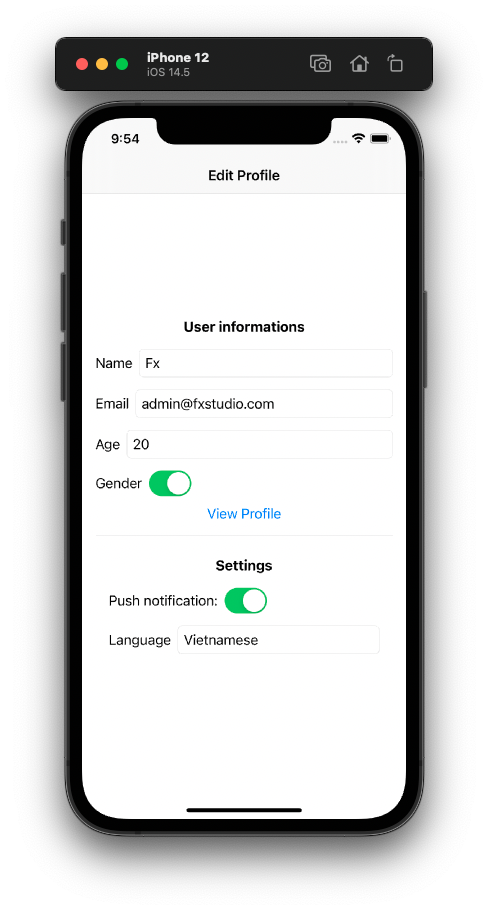 iPhone 12
iOS 14.5
9:54
Edit Profile
User informations
Name Fx
Email admin@fxstudio.com
Age 20
Gender
View Profile
Settings
Push notification:
Language Vietnamese